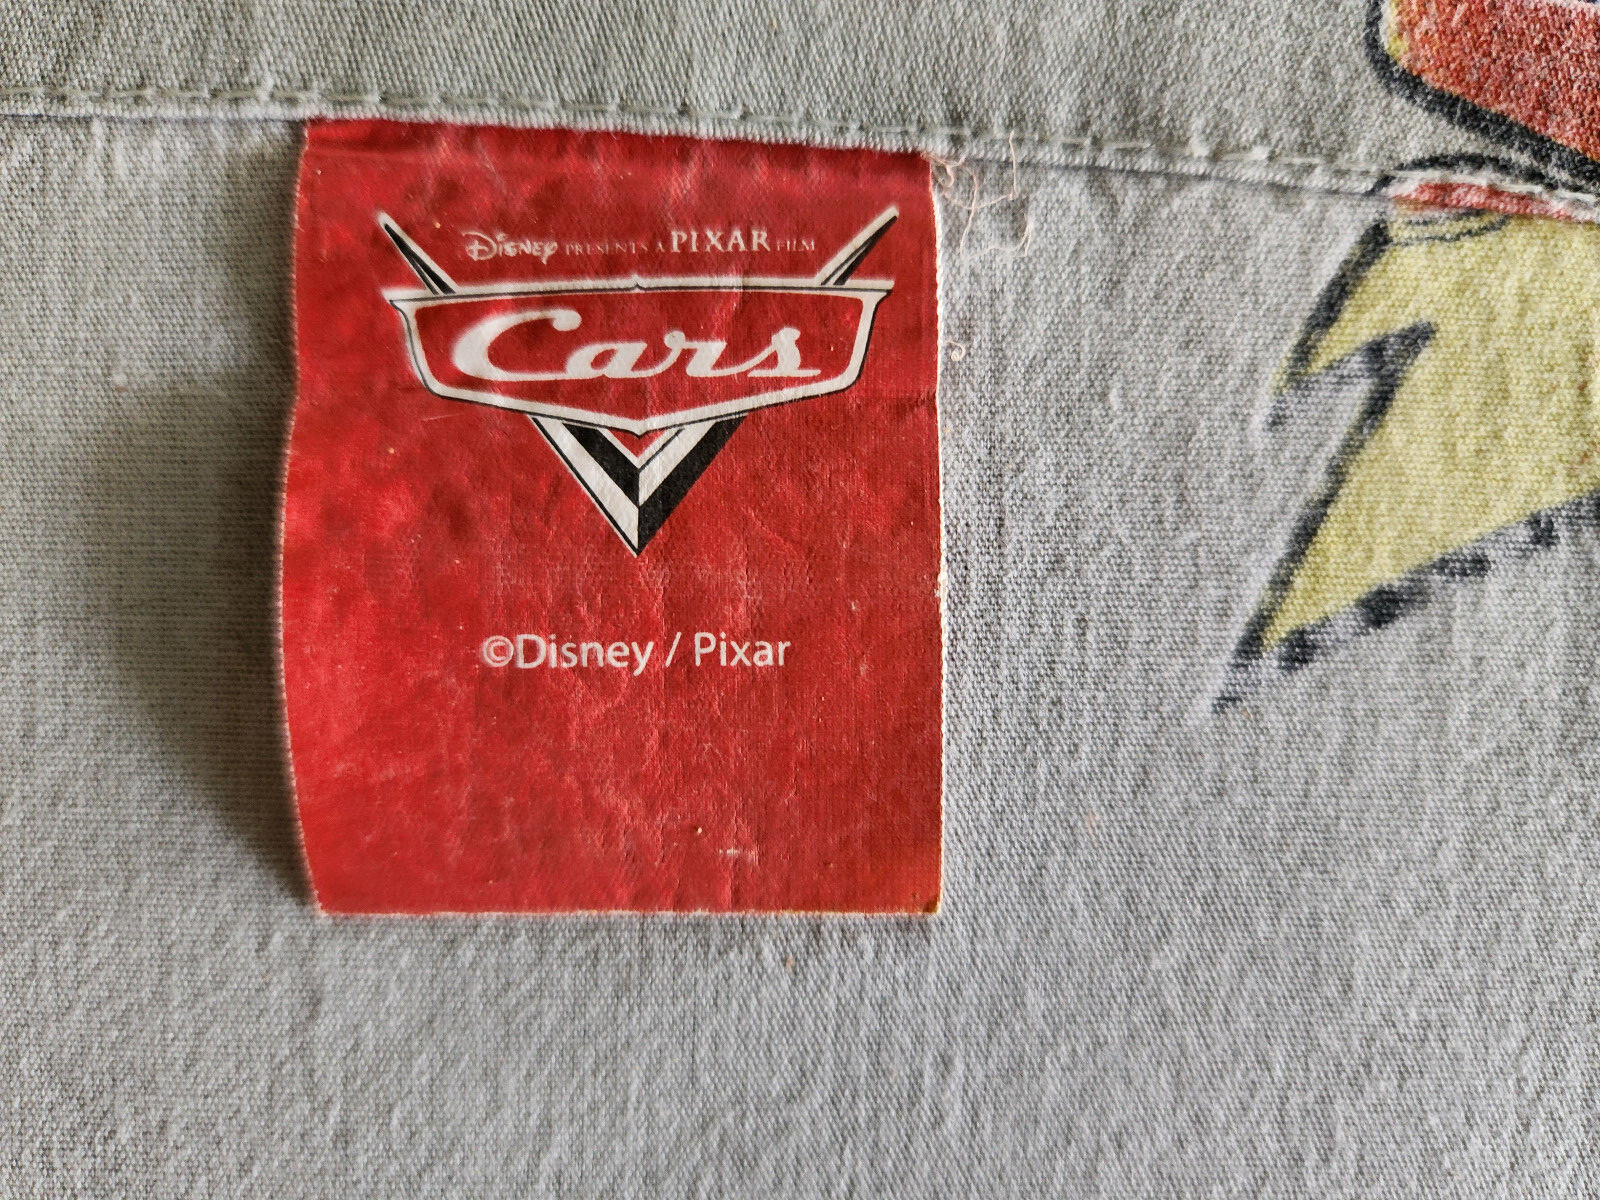 Disney PRESENTS A PIXAR FILM
Cars
©Disney / Pixar